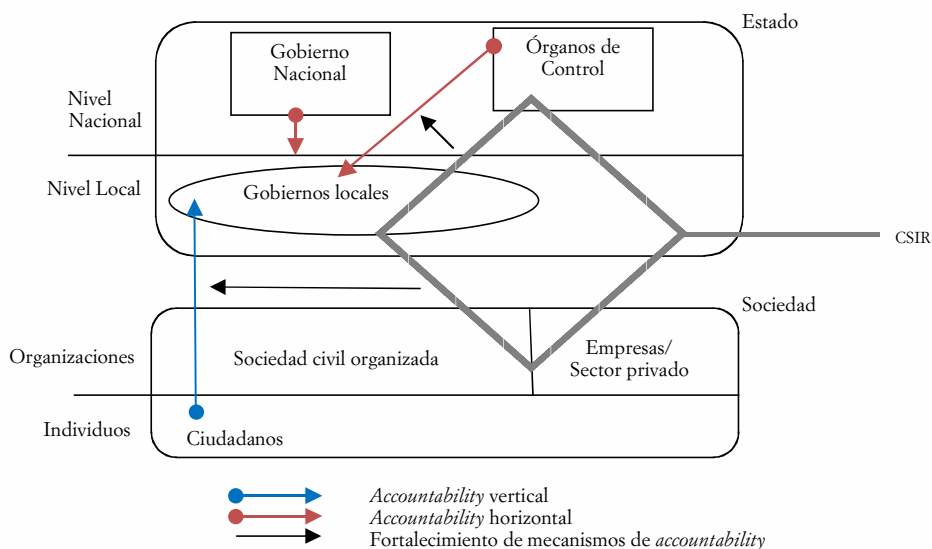 Estado
Gobierno
Nacional
Órganos de
Control
Nivel
Nacional
Nivel Local
Gobiernos locales
CSIR
Sociedad
Organizaciones
Sociedad civil organizada
Empresas/
Sector privado
Individuos
Ciudadanos
Accountability vertical
Accountability horizontal
Fortalecimiento de mecanismos de accountability